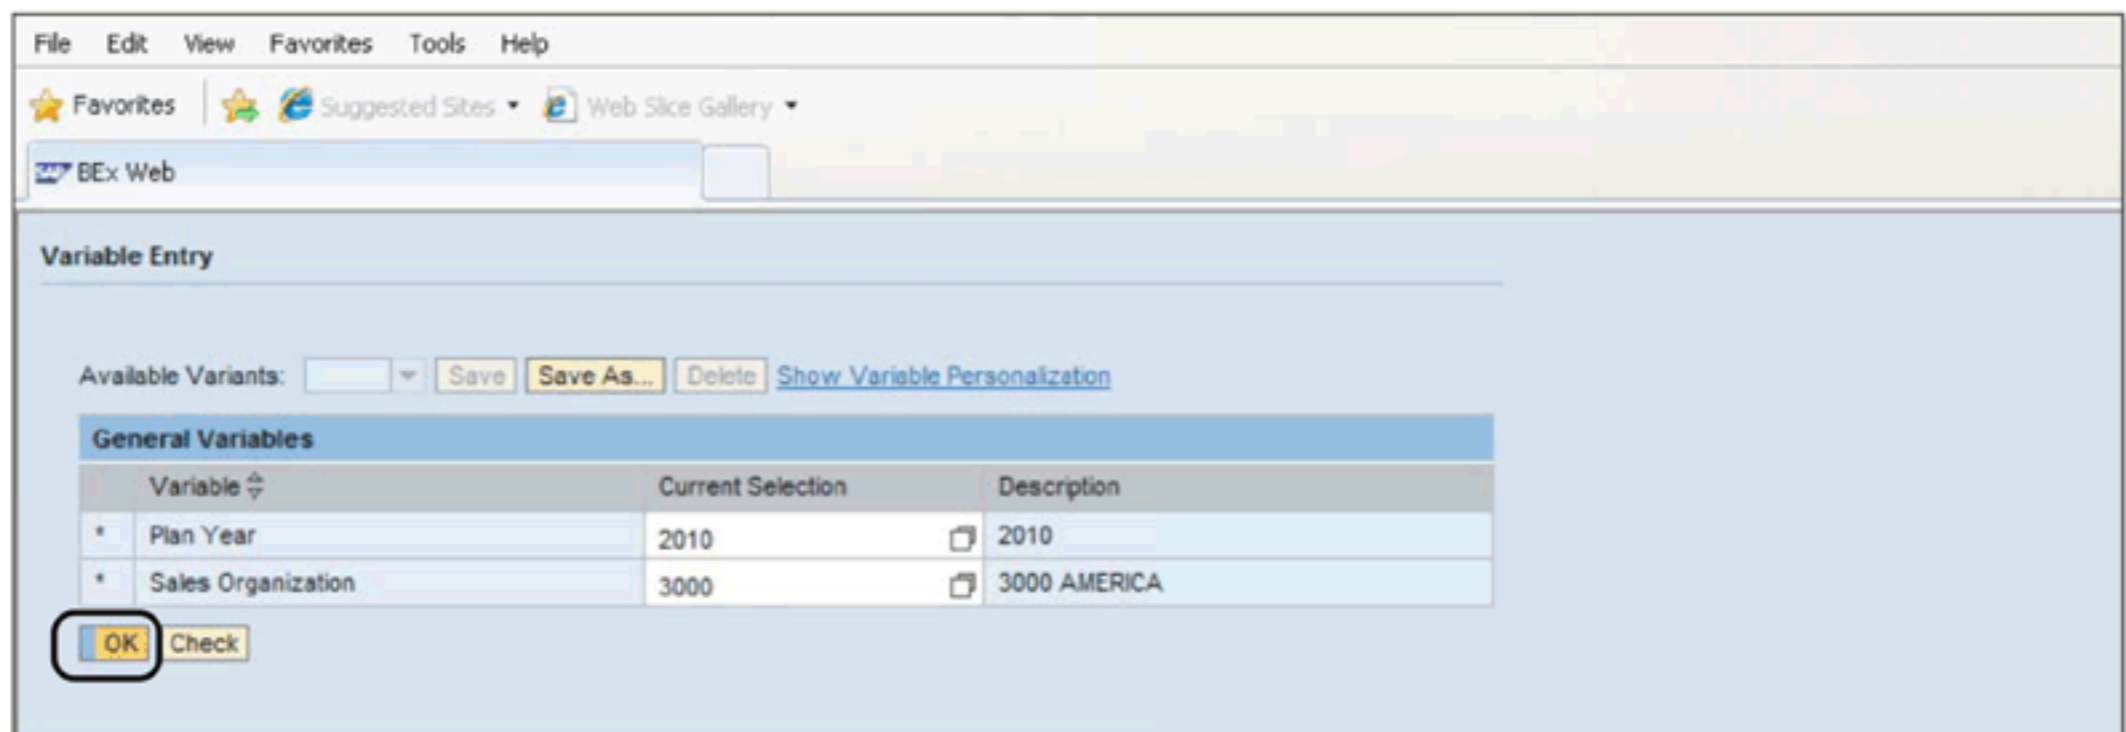 File Edit View Favorites Tools Help
Favorites Suggested Sites Web Slice Gallery
SAP BEx Web
Variable Entry
Available Variants: Save Save As... Delete Show Variable Personalization
General Variables
Variable Current Selection Description
* Plan Year 2010 2010
* Sales Organization 3000 3000 AMERICA
OK Check